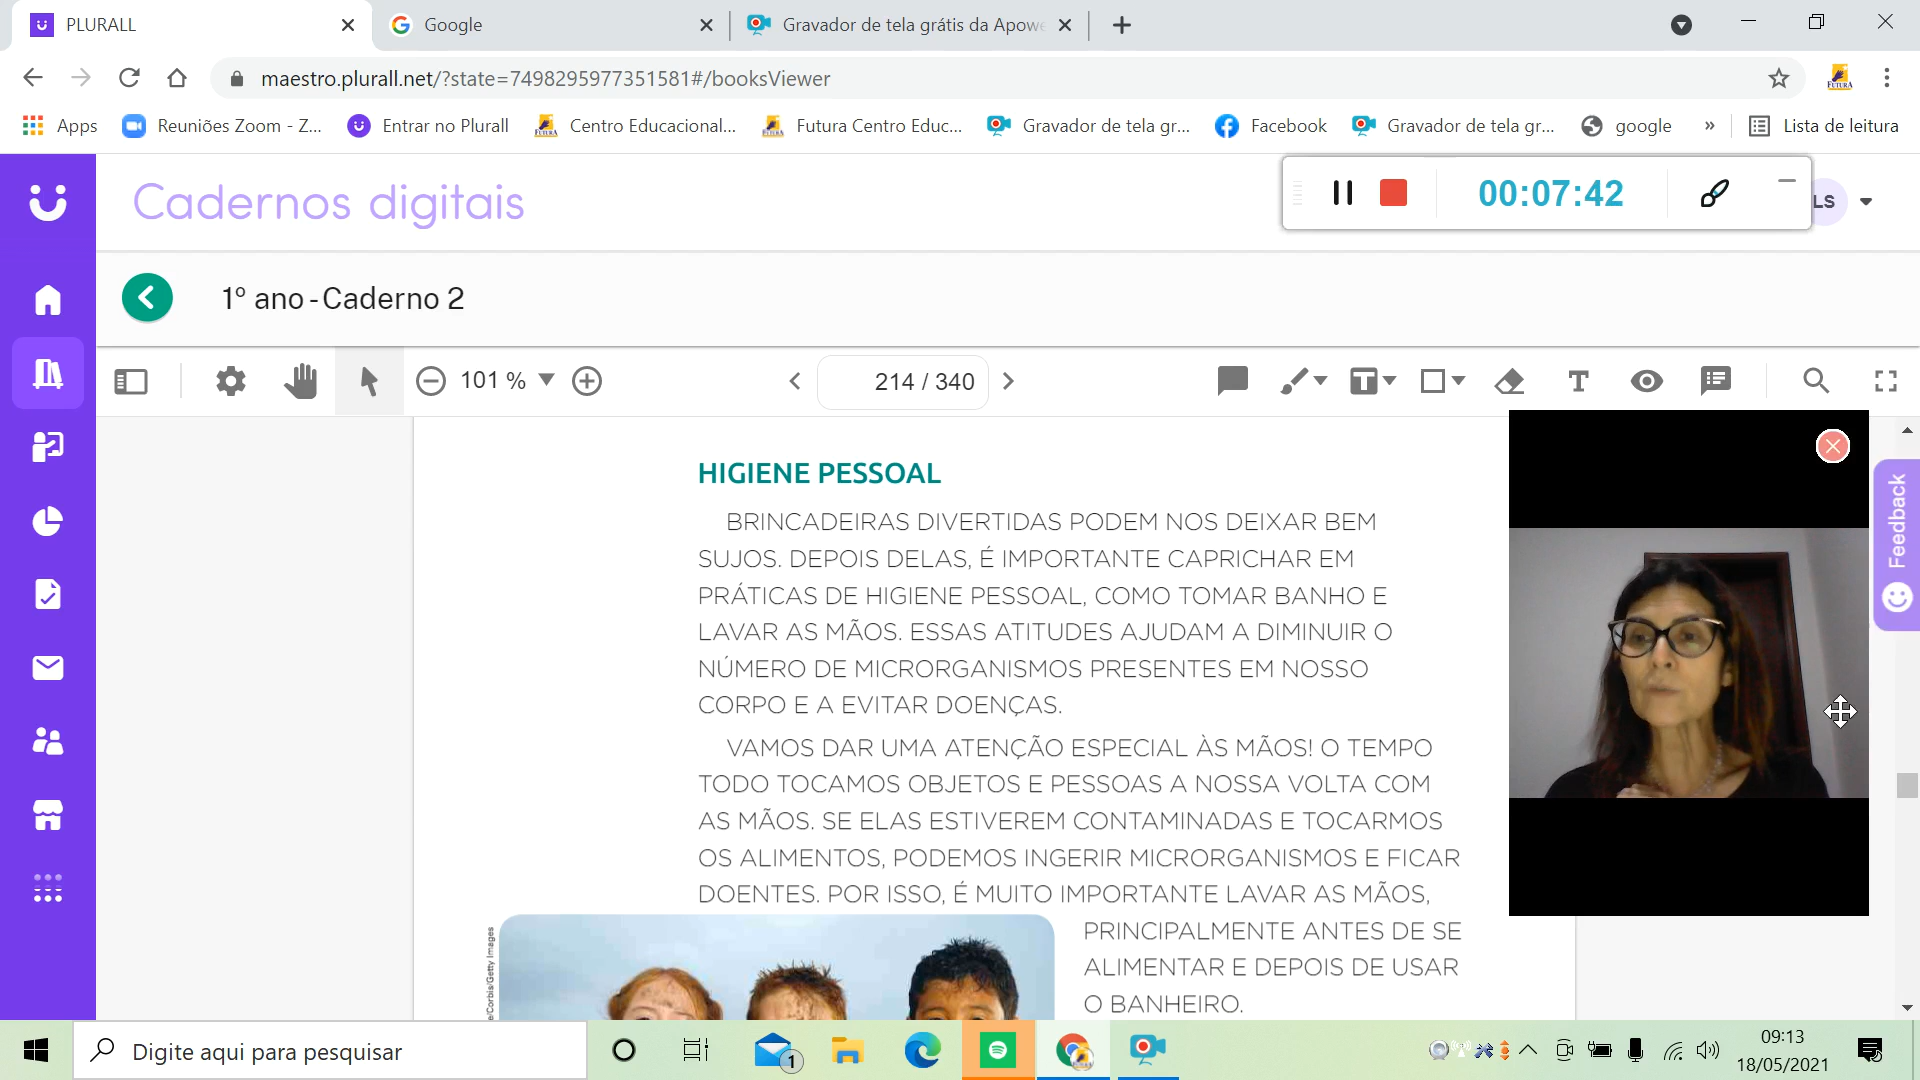 PLURALL
Google
Gravador de tela grátis da Apowe
maestro.plurall.net/?state=7498295977351581#/booksViewer
Apps
Reuniões Zoom - Z...
Entrar no Plurall
Centro Educacional...
Futura Centro Educ...
Gravador de tela gr...
Facebook
Gravador de tela gr...
google
»
Lista de leitura
Cadernos digitais
00:07:42
LS
1º ano - Caderno 2
101 %
214 / 340
HIGIENE PESSOAL
BRINCADEIRAS DIVERTIDAS PODEM NOS DEIXAR BEM
SUJOS. DEPOIS DELAS, É IMPORTANTE CAPRICHAR EM
PRÁTICAS DE HIGIENE PESSOAL, COMO TOMAR BANHO E
LAVAR AS MÃOS. ESSAS ATITUDES AJUDAM A DIMINUIR O
NÚMERO DE MICRORGANISMOS PRESENTES EM NOSSO
CORPO E A EVITAR DOENÇAS.
VAMOS DAR UMA ATENÇÃO ESPECIAL ÀS MÃOS! O TEMPO
TODO TOCAMOS OBJETOS E PESSOAS A NOSSA VOLTA COM
AS MÃOS. SE ELAS ESTIVEREM CONTAMINADAS E TOCARMOS
OS ALIMENTOS, PODEMOS INGERIR MICRORGANISMOS E FICAR
DOENTES. POR ISSO, É MUITO IMPORTANTE LAVAR AS MÃOS,
PRINCIPALMENTE ANTES DE SE
ALIMENTAR E DEPOIS DE USAR
O BANHEIRO.
e/Corbis/Getty Images
Feedback
Digite aqui para pesquisar
1
09:13
18/05/2021